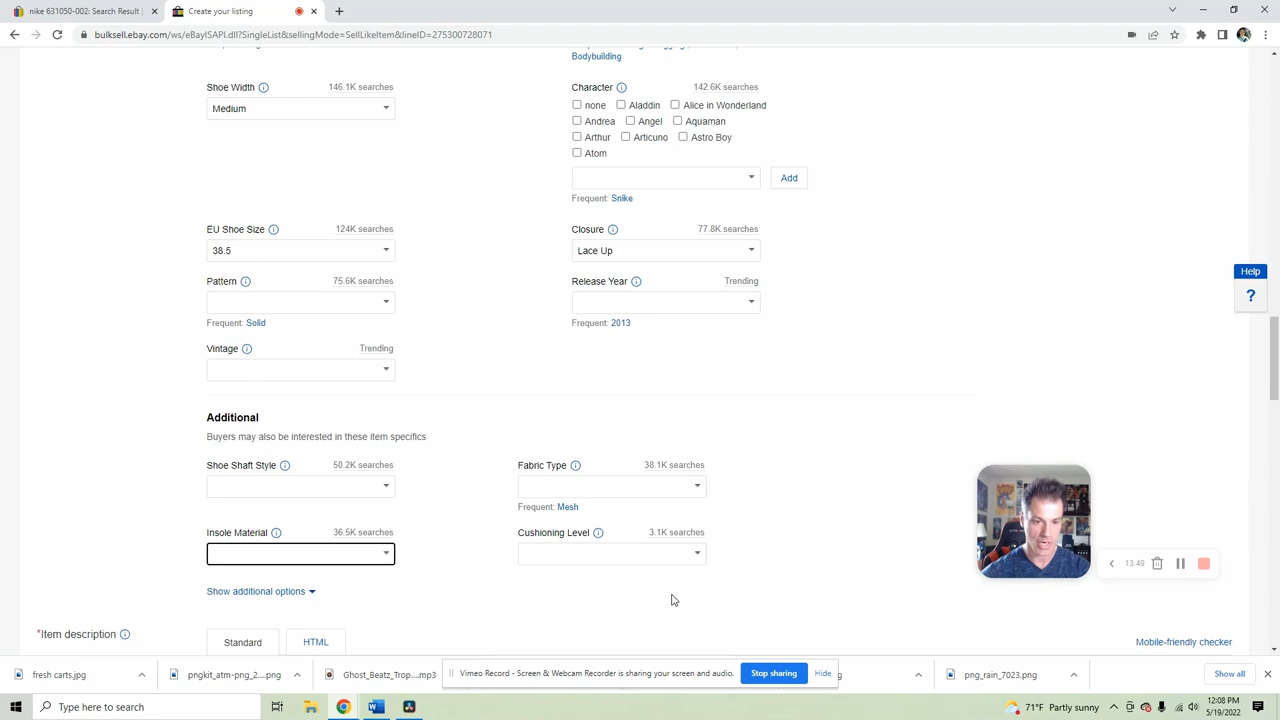 nike 631050-002: Search Result |
Create your listing
bulksell.ebay.com/ws/eBayISAPI.dll?SingleList&sellingMode=SellLikeItem&lineID=275300728071
Bodybuilding
Shoe Width 146.1K searches
Medium
Character 142.6K searches
none Aladdin Alice in Wonderland
Andrea Angel Aquaman
Arthur Articuno Astro Boy
Atom
Add
Frequent: Snike
EU Shoe Size 124K searches
38.5
Closure 77.8K searches
Lace Up
Pattern 75.6K searches
Frequent: Solid
Release Year Trending
Frequent: 2013
Vintage Trending
Help
?
Additional
Buyers may also be interested in these item specifics
Shoe Shaft Style 50.2K searches
Fabric Type 38.1K searches
Frequent: Mesh
Insole Material 36.5K searches
Cushioning Level 3.1K searches
13:49
Show additional options
*Item description
Standard HTML
Mobile-friendly checker
fresh carts.jpg
pngkit_atm-png_2....png
Ghost_Beatz_Trop....mp3
Vimeo Record - Screen & Webcam Recorder is sharing your screen and audio.
Stop sharing
Hide
png_rain_7023.png
Show all
Type here to search
71°F Partly sunny
12:08 PM
5/19/2022